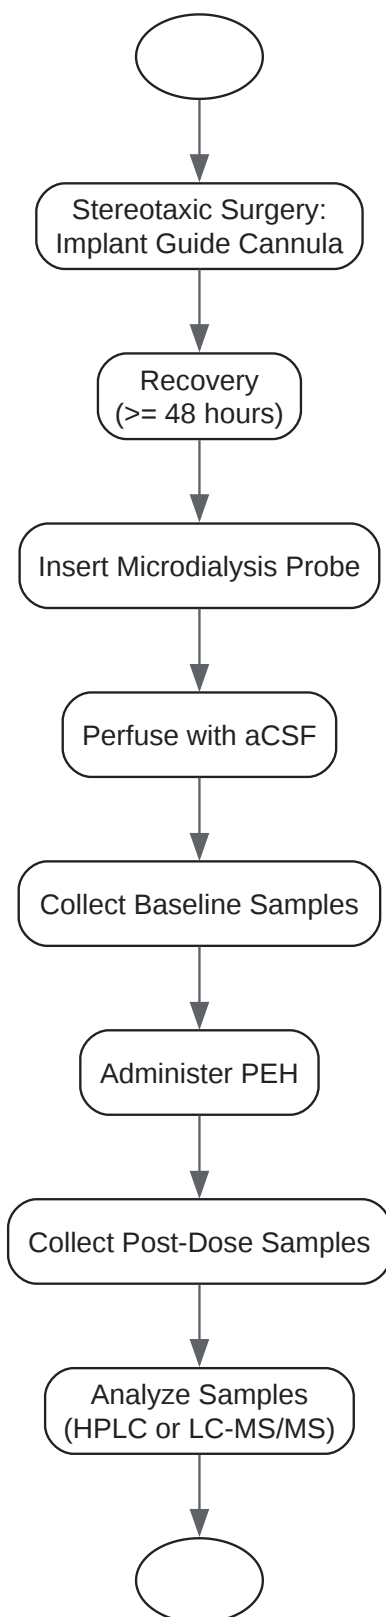 Stereotaxic Surgery:
Implant Guide Cannula
Recovery
(>= 48 hours)
Insert Microdialysis Probe
Perfuse with aCSF
Collect Baseline Samples
Administer PEH
Collect Post-Dose Samples
Analyze Samples
(HPLC or LC-MS/MS)